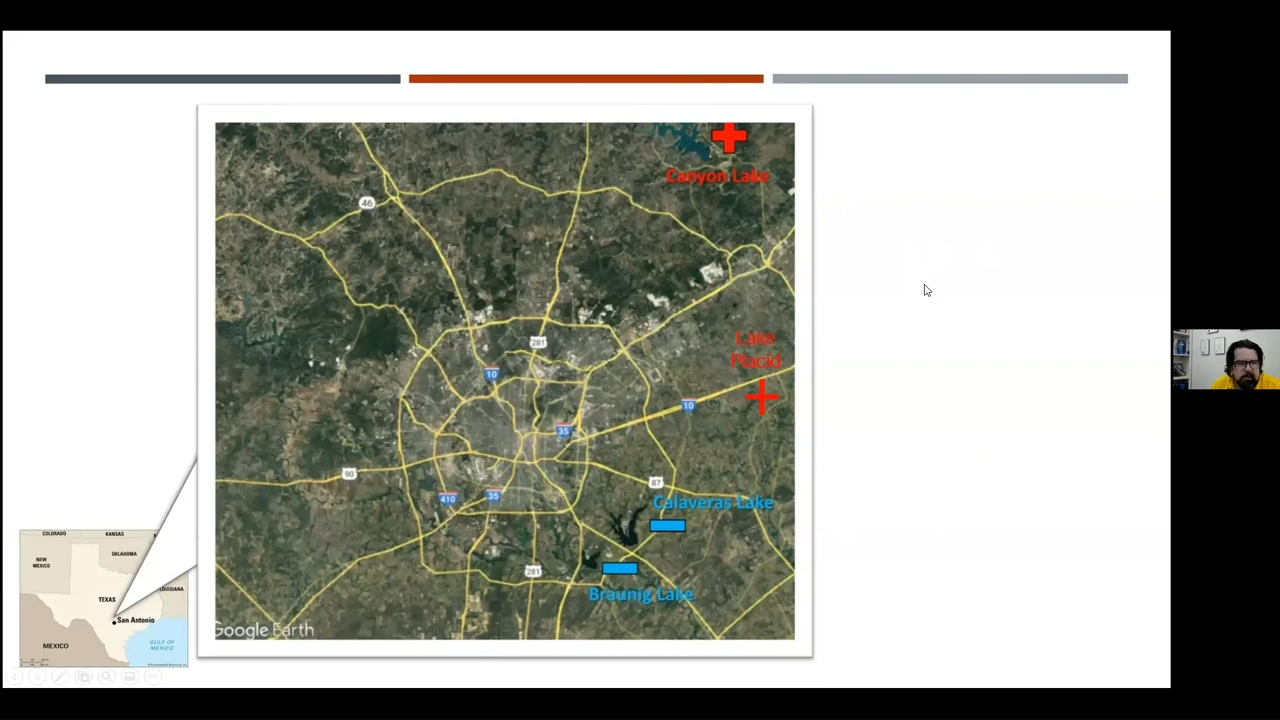 Canyon Lake
46
281
Lake
Placid
10
10
35
90
87
410
35
Calaveras Lake
281
Braunig Lake
Google Earth
COLORADO
KANSAS
NEW
MEXICO
OKLAHOMA
TEXAS
LOUISIANA
San Antonio
MEXICO
GULF OF
MEXICO